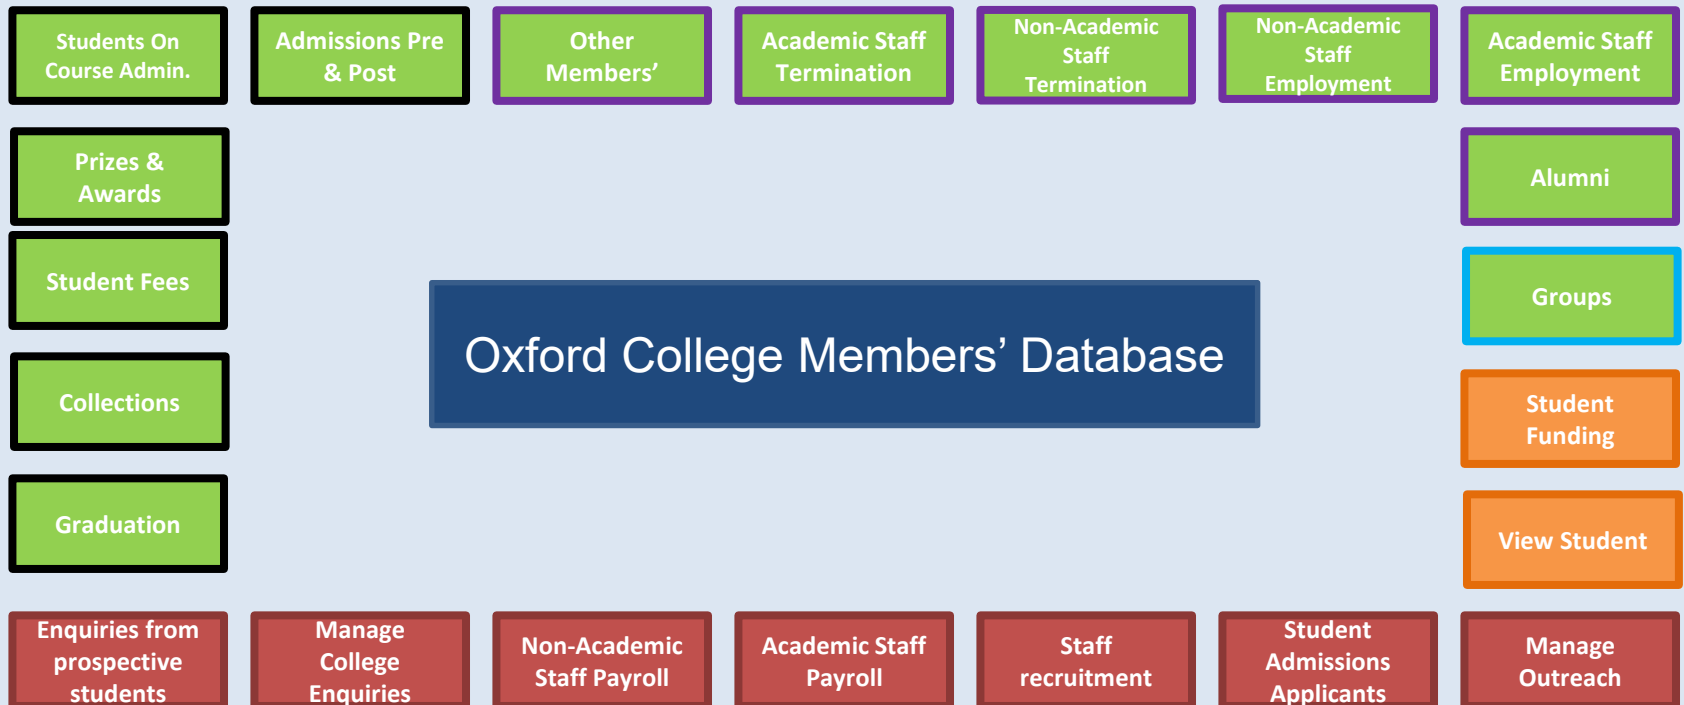 Students On
Course Admin.
Admissions Pre
& Post
Other
Members’
Academic Staff
Termination
Non-Academic
Staff
Termination
Non-Academic
Staff
Employment
Academic Staff
Employment
Prizes &
Awards
Alumni
Student Fees
Groups
Oxford College Members’ Database
Collections
Student
Funding
Graduation
View Student
Enquiries from
prospective
students
Manage
College
Enquiries
Non-Academic
Staff Payroll
Academic Staff
Payroll
Staff
recruitment
Student
Admissions
Applicants
Manage
Outreach